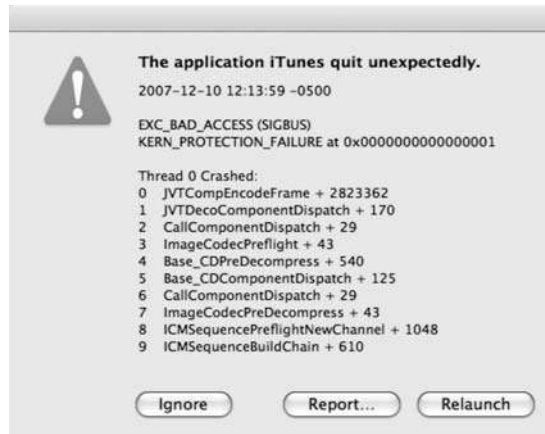 The application iTunes quit unexpectedly.
2007-12-10 12:13:59 -0500
EXC_BAD_ACCESS (SIGBUS)
KERN_PROTECTION_FAILURE at 0x0000000000000001
Thread 0 Crashed:
0 JVTCompEncodeFrame + 2823362
1 JVTDecoComponentDispatch + 170
2 CallComponentDispatch + 29
3 ImageCodecPreflight + 43
4 Base_CDPreDecompress + 540
5 Base_CDComponentDispatch + 125
6 CallComponentDispatch + 29
7 ImageCodecPreDecompress + 43
8 ICMSequencePreflightNewChannel + 1048
9 ICMSequenceBuildChain + 610
Ignore Report... Relaunch